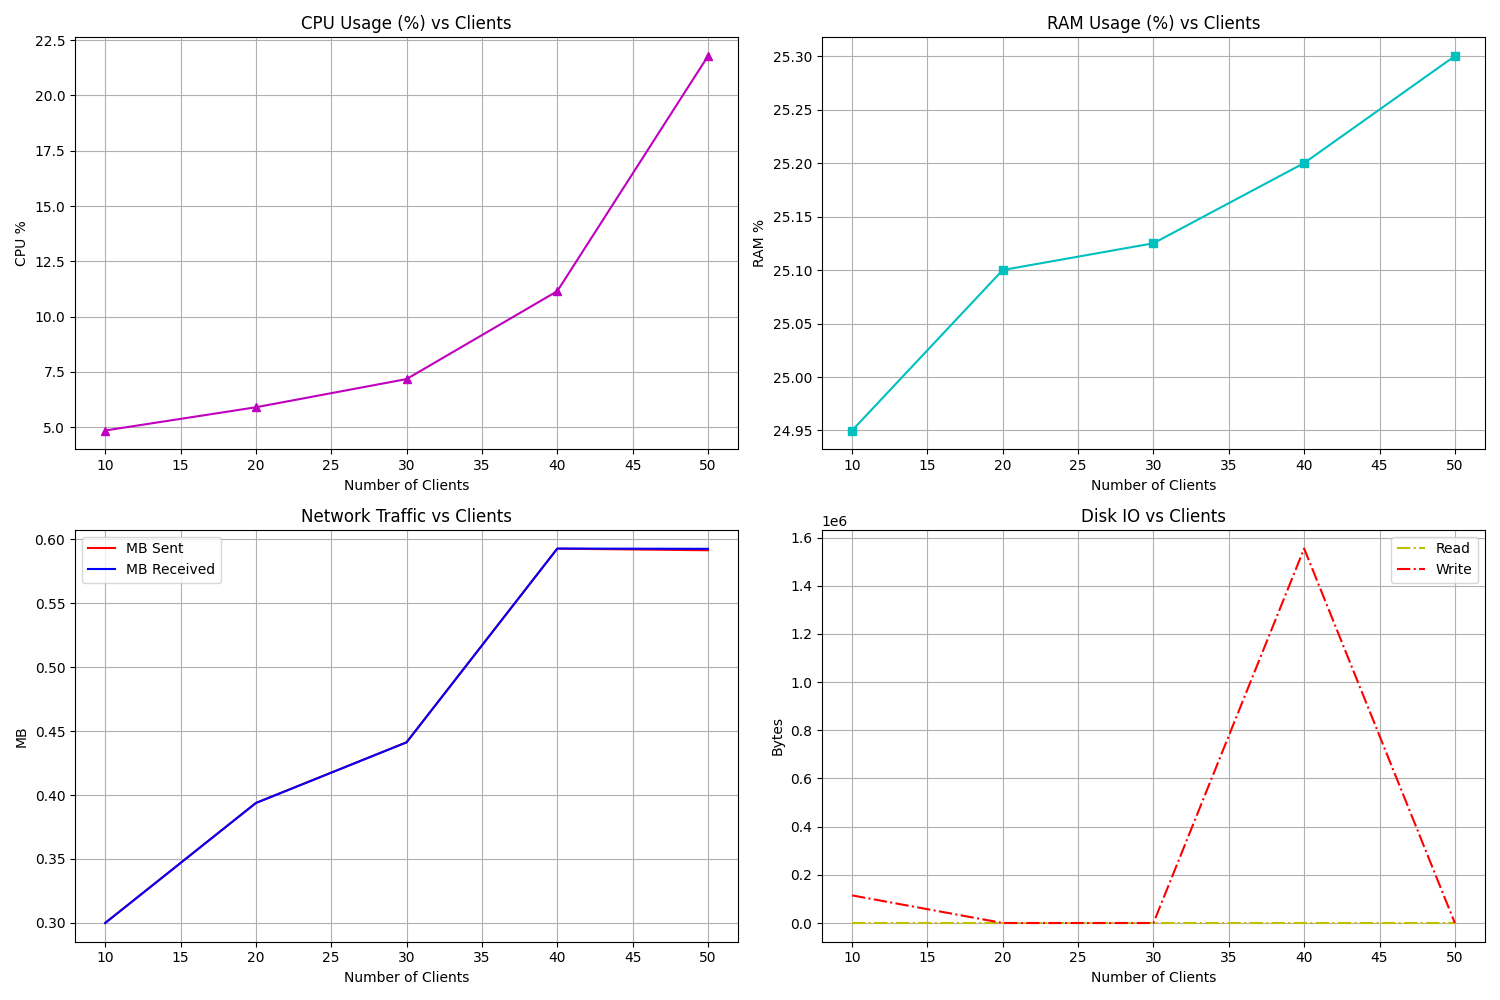 CPU Usage (%) vs Clients
22.5
20.0
17.5
15.0
12.5
10.0
7.5
5.0
CPU %
10 15 20 25 30 35 40 45 50
Number of Clients
RAM Usage (%) vs Clients
25.30
25.25
25.20
25.15
25.10
25.05
25.00
24.95
RAM %
10 15 20 25 30 35 40 45 50
Number of Clients
Network Traffic vs Clients
MB Sent
MB Received
0.60
0.55
0.50
0.45
0.40
0.35
0.30
MB
10 15 20 25 30 35 40 45 50
Number of Clients
Disk IO vs Clients
1e6
Read
Write
1.6
1.4
1.2
1.0
0.8
0.6
0.4
0.2
0.0
Bytes
10 15 20 25 30 35 40 45 50
Number of Clients